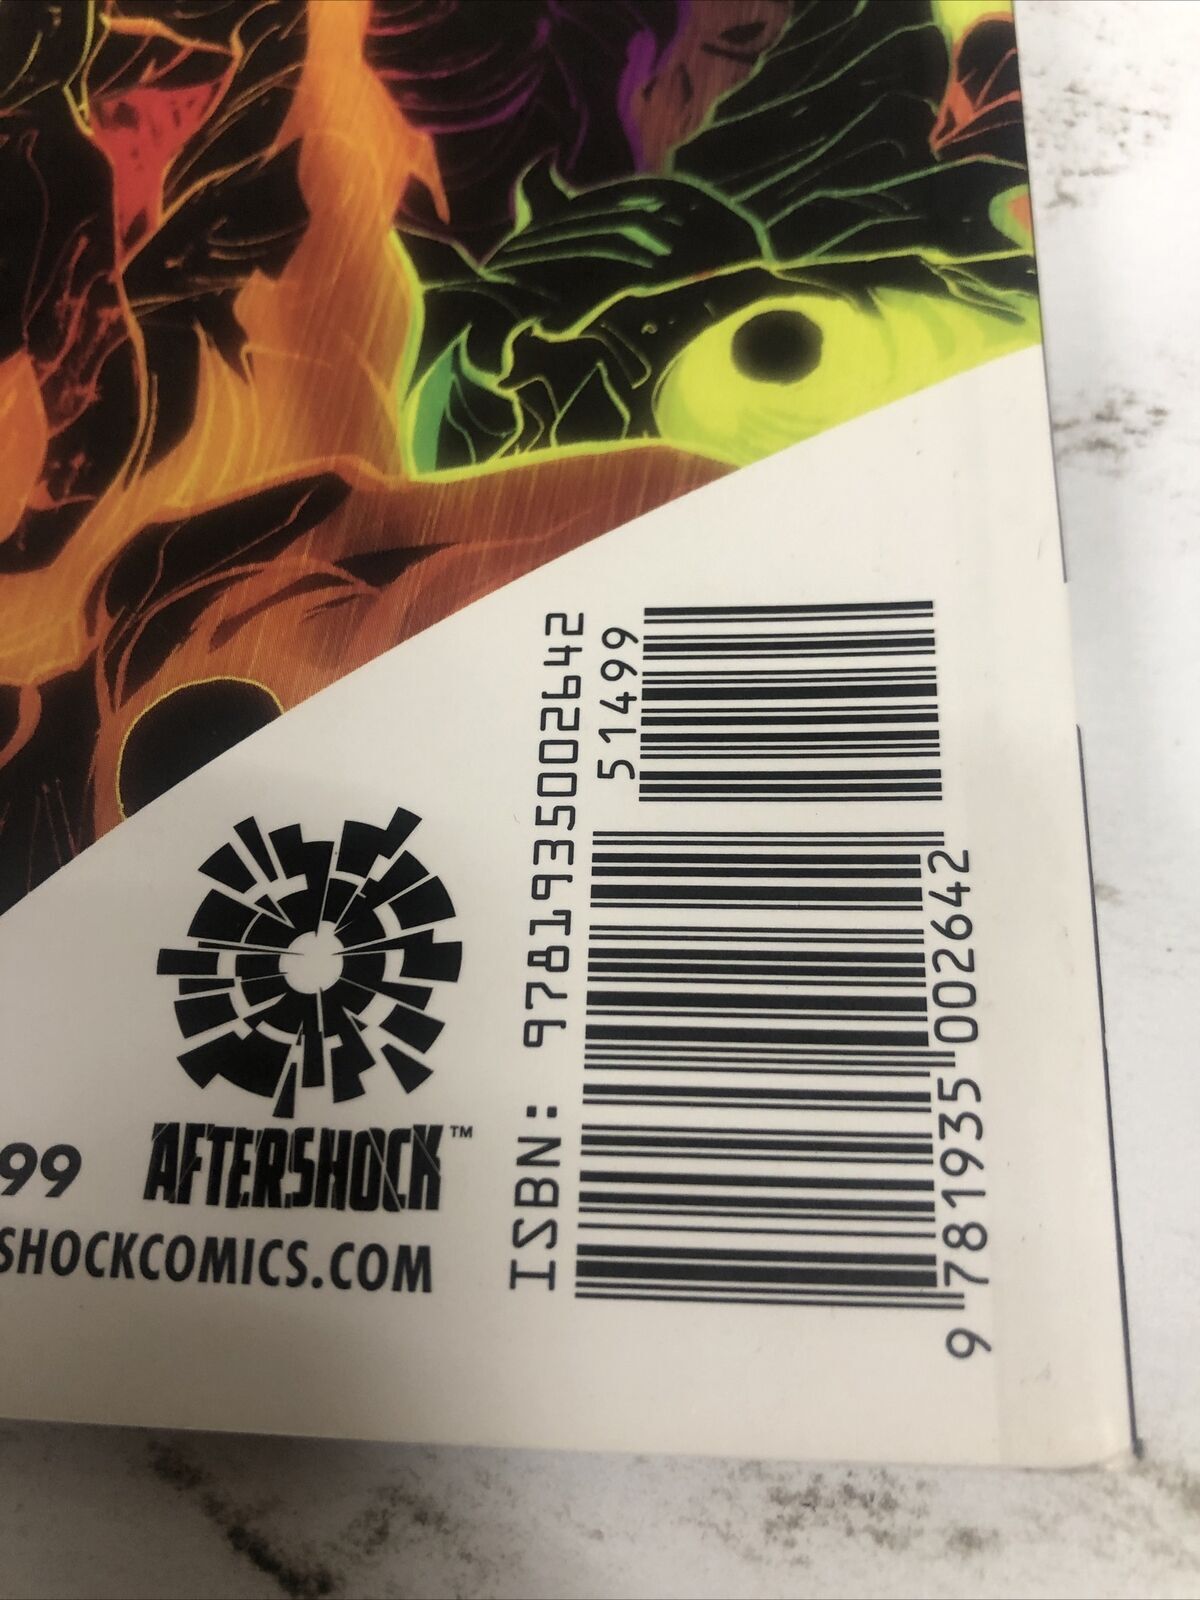 99
AFTERSHOCK™
SHOCKCOMICS.COM
ISBN: 9781935002642
51499
9 781935 002642